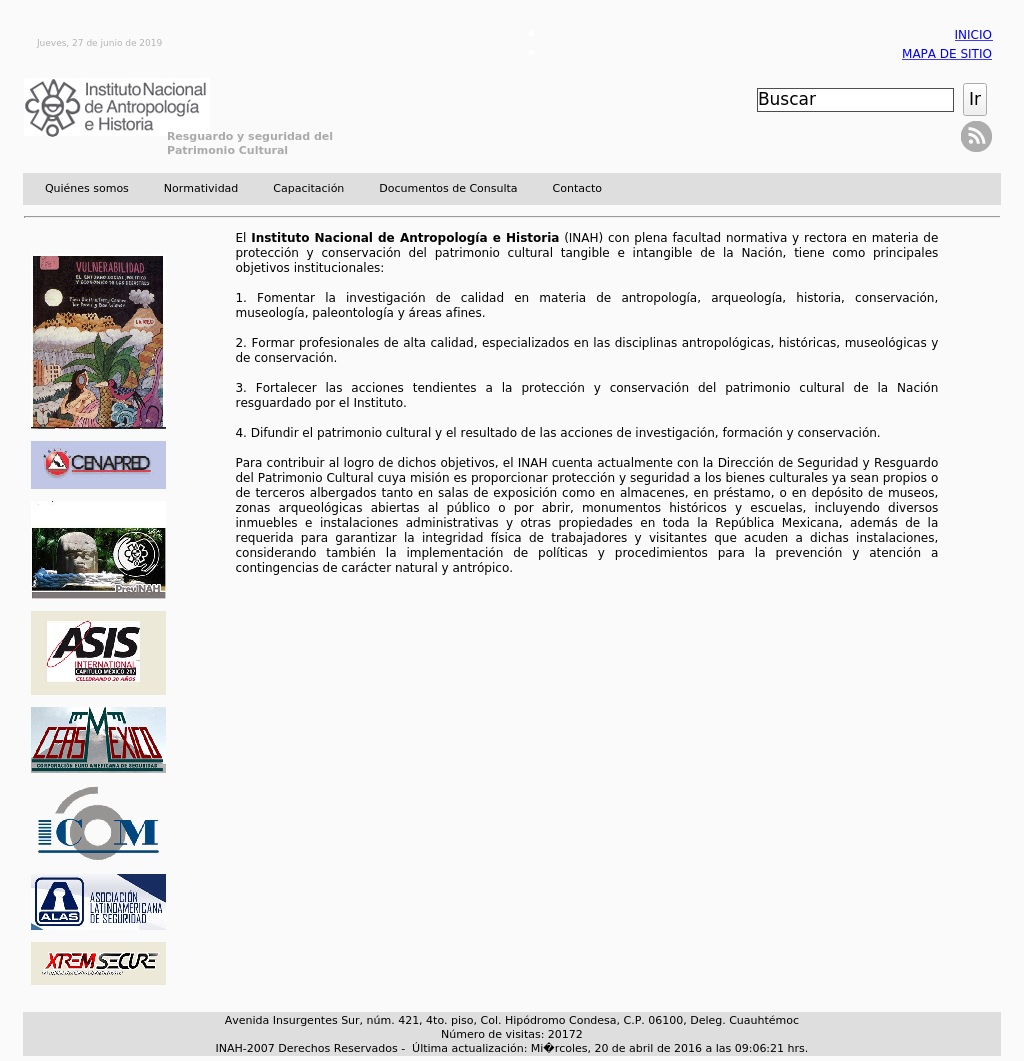 Jueves, 27 de junio de 2019
INICIO
MAPA DE SITIO
Instituto Nacional
de Antropología
e Historia
Resguardo y seguridad del
Patrimonio Cultural
Buscar
Ir
Quiénes somos Normatividad Capacitación Documentos de Consulta Contacto
El Instituto Nacional de Antropología e Historia (INAH) con plena facultad normativa y rectora en materia de
protección y conservación del patrimonio cultural tangible e intangible de la Nación, tiene como principales
objetivos institucionales:
1. Fomentar la investigación de calidad en materia de antropología, arqueología, historia, conservación,
museología, paleontología y áreas afines.
2. Formar profesionales de alta calidad, especializados en las disciplinas antropológicas, históricas, museológicas y
de conservación.
3. Fortalecer las acciones tendientes a la protección y conservación del patrimonio cultural de la Nación
resguardado por el Instituto.
4. Difundir el patrimonio cultural y el resultado de las acciones de investigación, formación y conservación.
Para contribuir al logro de dichos objetivos, el INAH cuenta actualmente con la Dirección de Seguridad y Resguardo
del Patrimonio Cultural cuya misión es proporcionar protección y seguridad a los bienes culturales ya sean propios o
de terceros albergados tanto en salas de exposición como en almacenes, en préstamo, o en depósito de museos,
zonas arqueológicas abiertas al público o por abrir, monumentos históricos y escuelas, incluyendo diversos
inmuebles e instalaciones administrativas y otras propiedades en toda la República Mexicana, además de la
requerida para garantizar la integridad física de trabajadores y visitantes que acuden a dichas instalaciones,
considerando también la implementación de políticas y procedimientos para la prevención y atención a
contingencias de carácter natural y antrópico.
VULNERABILIDAD
EL ENTORNO SOCIAL, POLITICO
Y ECONOMICO DE LOS DESASTRES
LA RED
CENAPRED
PrevINAH
ASIS
INTERNATIONAL
CAPITULO MEXICO 217
CELEBRANDO 20 AÑOS
CEAS MEXICO
CORPORACIÓN EURO AMERICANA DE SEGURIDAD
ICOM
ALAS
ASOCIACIÓN
LATINOAMERICANA
DE SEGURIDAD
XTREMSECURE
Avenida Insurgentes Sur, núm. 421, 4to. piso, Col. Hipódromo Condesa, C.P. 06100, Deleg. Cuauhtémoc
Número de visitas: 20172
INAH-2007 Derechos Reservados - Última actualización: Mi�rcoles, 20 de abril de 2016 a las 09:06:21 hrs.